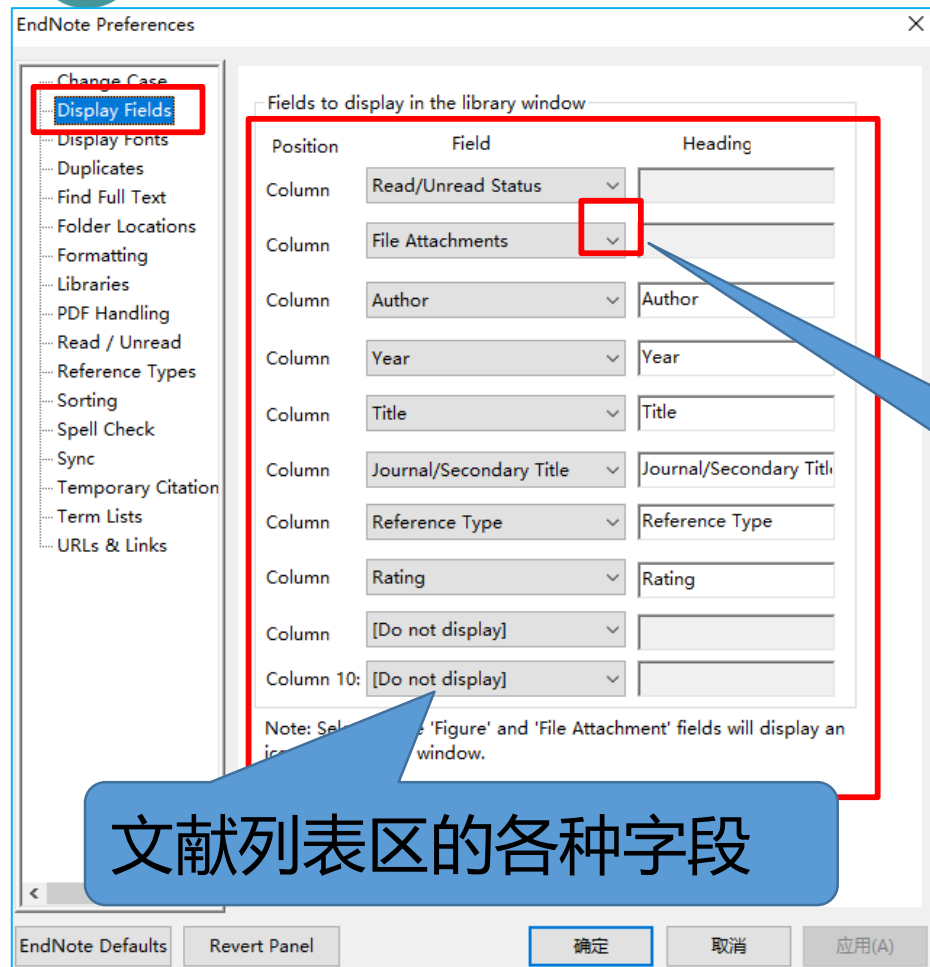 EndNote Preferences
Change Case
Display Fields
Display Fonts
Duplicates
Find Full Text
Folder Locations
Formatting
Libraries
PDF Handling
Read / Unread
Reference Types
Sorting
Spell Check
Sync
Temporary Citation
Term Lists
URLs & Links
Fields to display in the library window
Position Field Heading
Column Read/Unread Status
Column File Attachments
Column Author Author
Column Year Year
Column Title Title
Column Journal/Secondary Title Journal/Secondary Titl
Column Reference Type Reference Type
Column Rating Rating
Column [Do not display]
Column 10: [Do not display]
Note: 'Figure' and 'File Attachment' fields will display an
window.
文献列表区的各种字段
EndNote Defaults Revert Panel 确定 取消 应用(A)